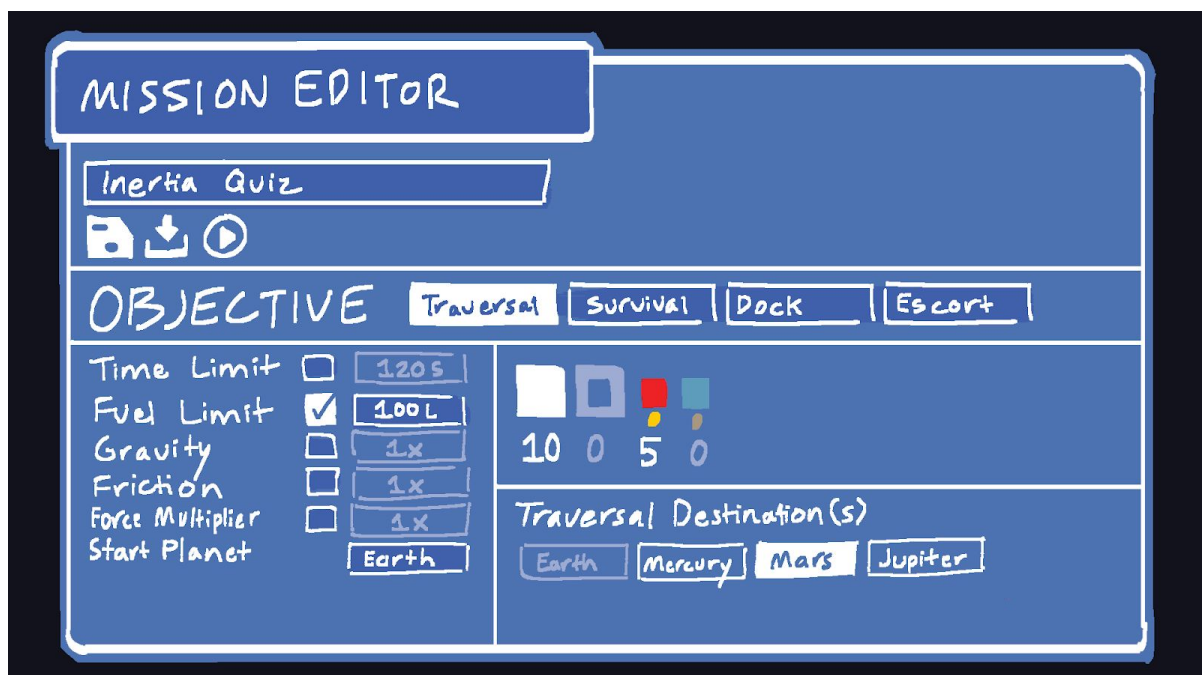 MISSION EDITOR
Inertia Quiz
OBJECTIVE Traversal Survival Dock Escort
Time Limit 120s
Fuel Limit 100L
Gravity 1x
Friction 1x
Force Multiplier 1x
Start Planet Earth
10 0 5 0
Traversal Destination(s)
Earth Mercury Mars Jupiter